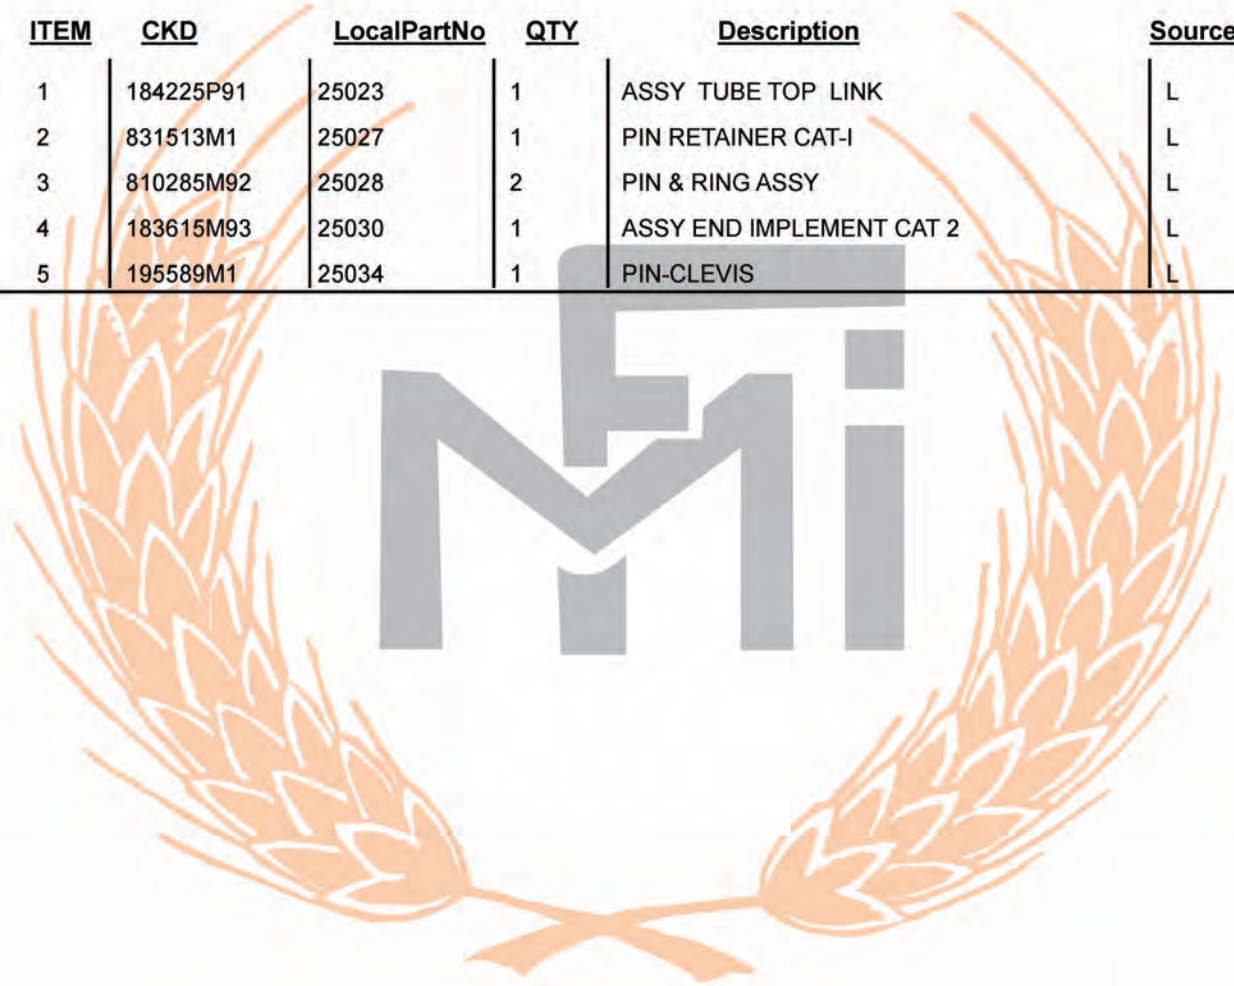 ITEM CKD LocalPartNo QTY Description Source
1 184225P91 25023 1 ASSY TUBE TOP LINK L
2 831513M1 25027 1 PIN RETAINER CAT-I L
3 810285M92 25028 2 PIN & RING ASSY L
4 183615M93 25030 1 ASSY END IMPLEMENT CAT 2 L
5 195589M1 25034 1 PIN-CLEVIS L
MFi